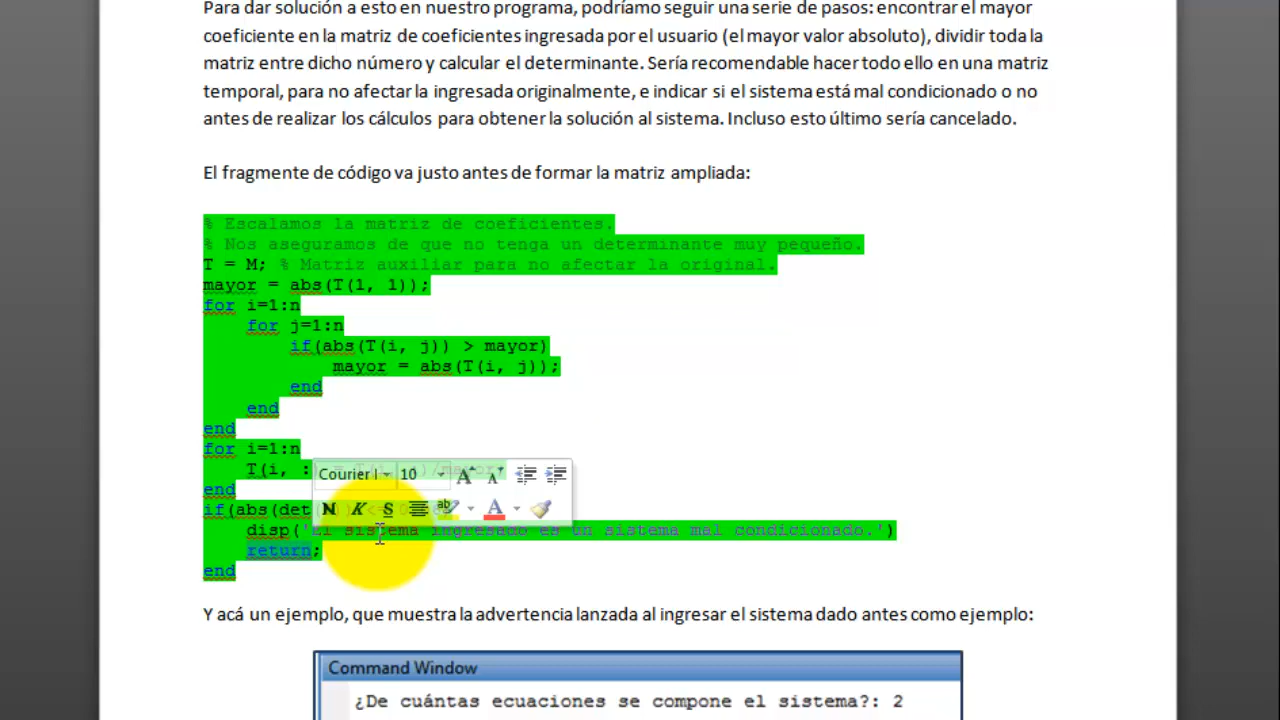 Para dar solución a esto en nuestro programa, podríamo seguir una serie de pasos: encontrar el mayor
coeficiente en la matriz de coeficientes ingresada por el usuario (el mayor valor absoluto), dividir toda la
matriz entre dicho número y calcular el determinante. Sería recomendable hacer todo ello en una matriz
temporal, para no afectar la ingresada originalmente, e indicar si el sistema está mal condicionado o no
antes de realizar los cálculos para obtener la solución al sistema. Incluso esto último sería cancelado.
El fragmente de código va justo antes de formar la matriz ampliada:
% Escalamos la matriz de coeficientes.
% Nos aseguramos de que no tenga un determinante muy pequeño.
T = M; % Matriz auxiliar para no afectar la original.
mayor = abs(T(1, 1));
for i=1:n
for j=1:n
if(abs(T(i, j)) > mayor)
mayor = abs(T(i, j));
end
end
end
for i=1:n
T(i, :
Courier 10
end
if(abs(det
N K S
disp('El sistema ingresado es un sistema mal condicionado.')
return;
end
Y acá un ejemplo, que muestra la advertencia lanzada al ingresar el sistema dado antes como ejemplo:
Command Window
¿De cuántas ecuaciones se compone el sistema?: 2